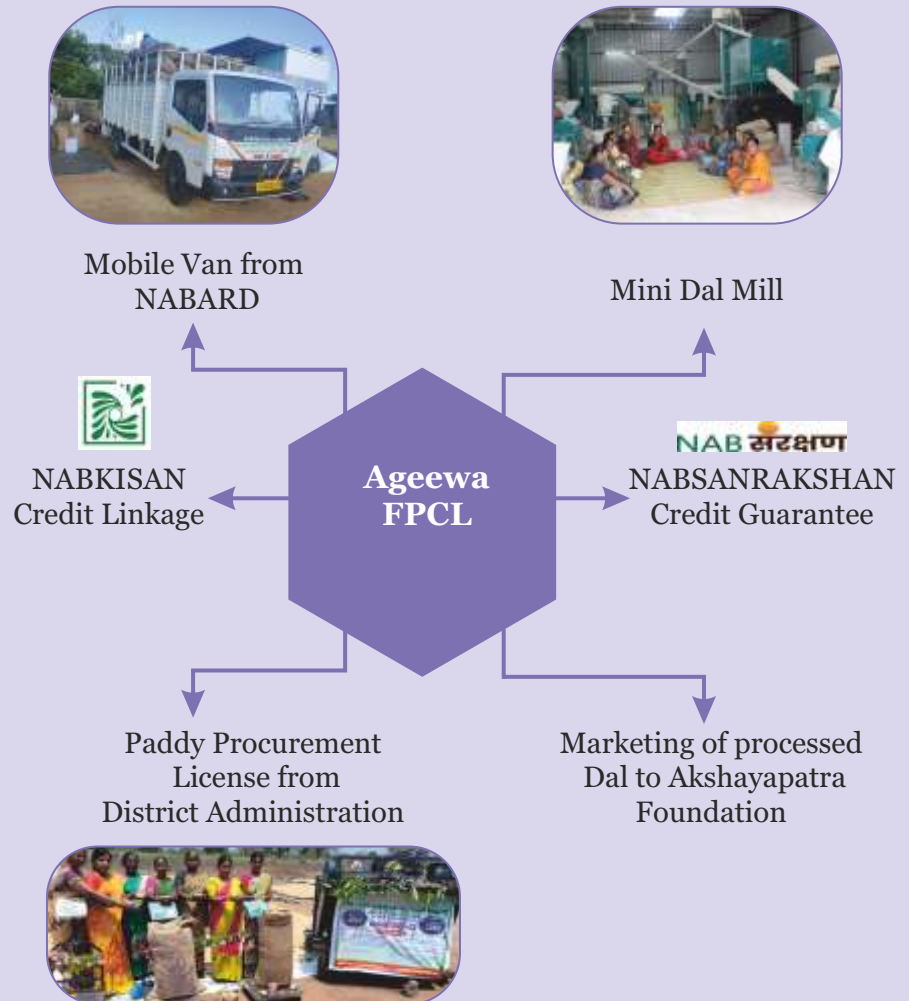 Mobile Van from
NABARD
Mini Dal Mill
NABKISAN
Credit Linkage
Ageewa
FPCL
NAB संरक्षण
NABSANRAKSHAN
Credit Guarantee
Paddy Procurement
License from
District Administration
Marketing of processed
Dal to Akshayapatra
Foundation